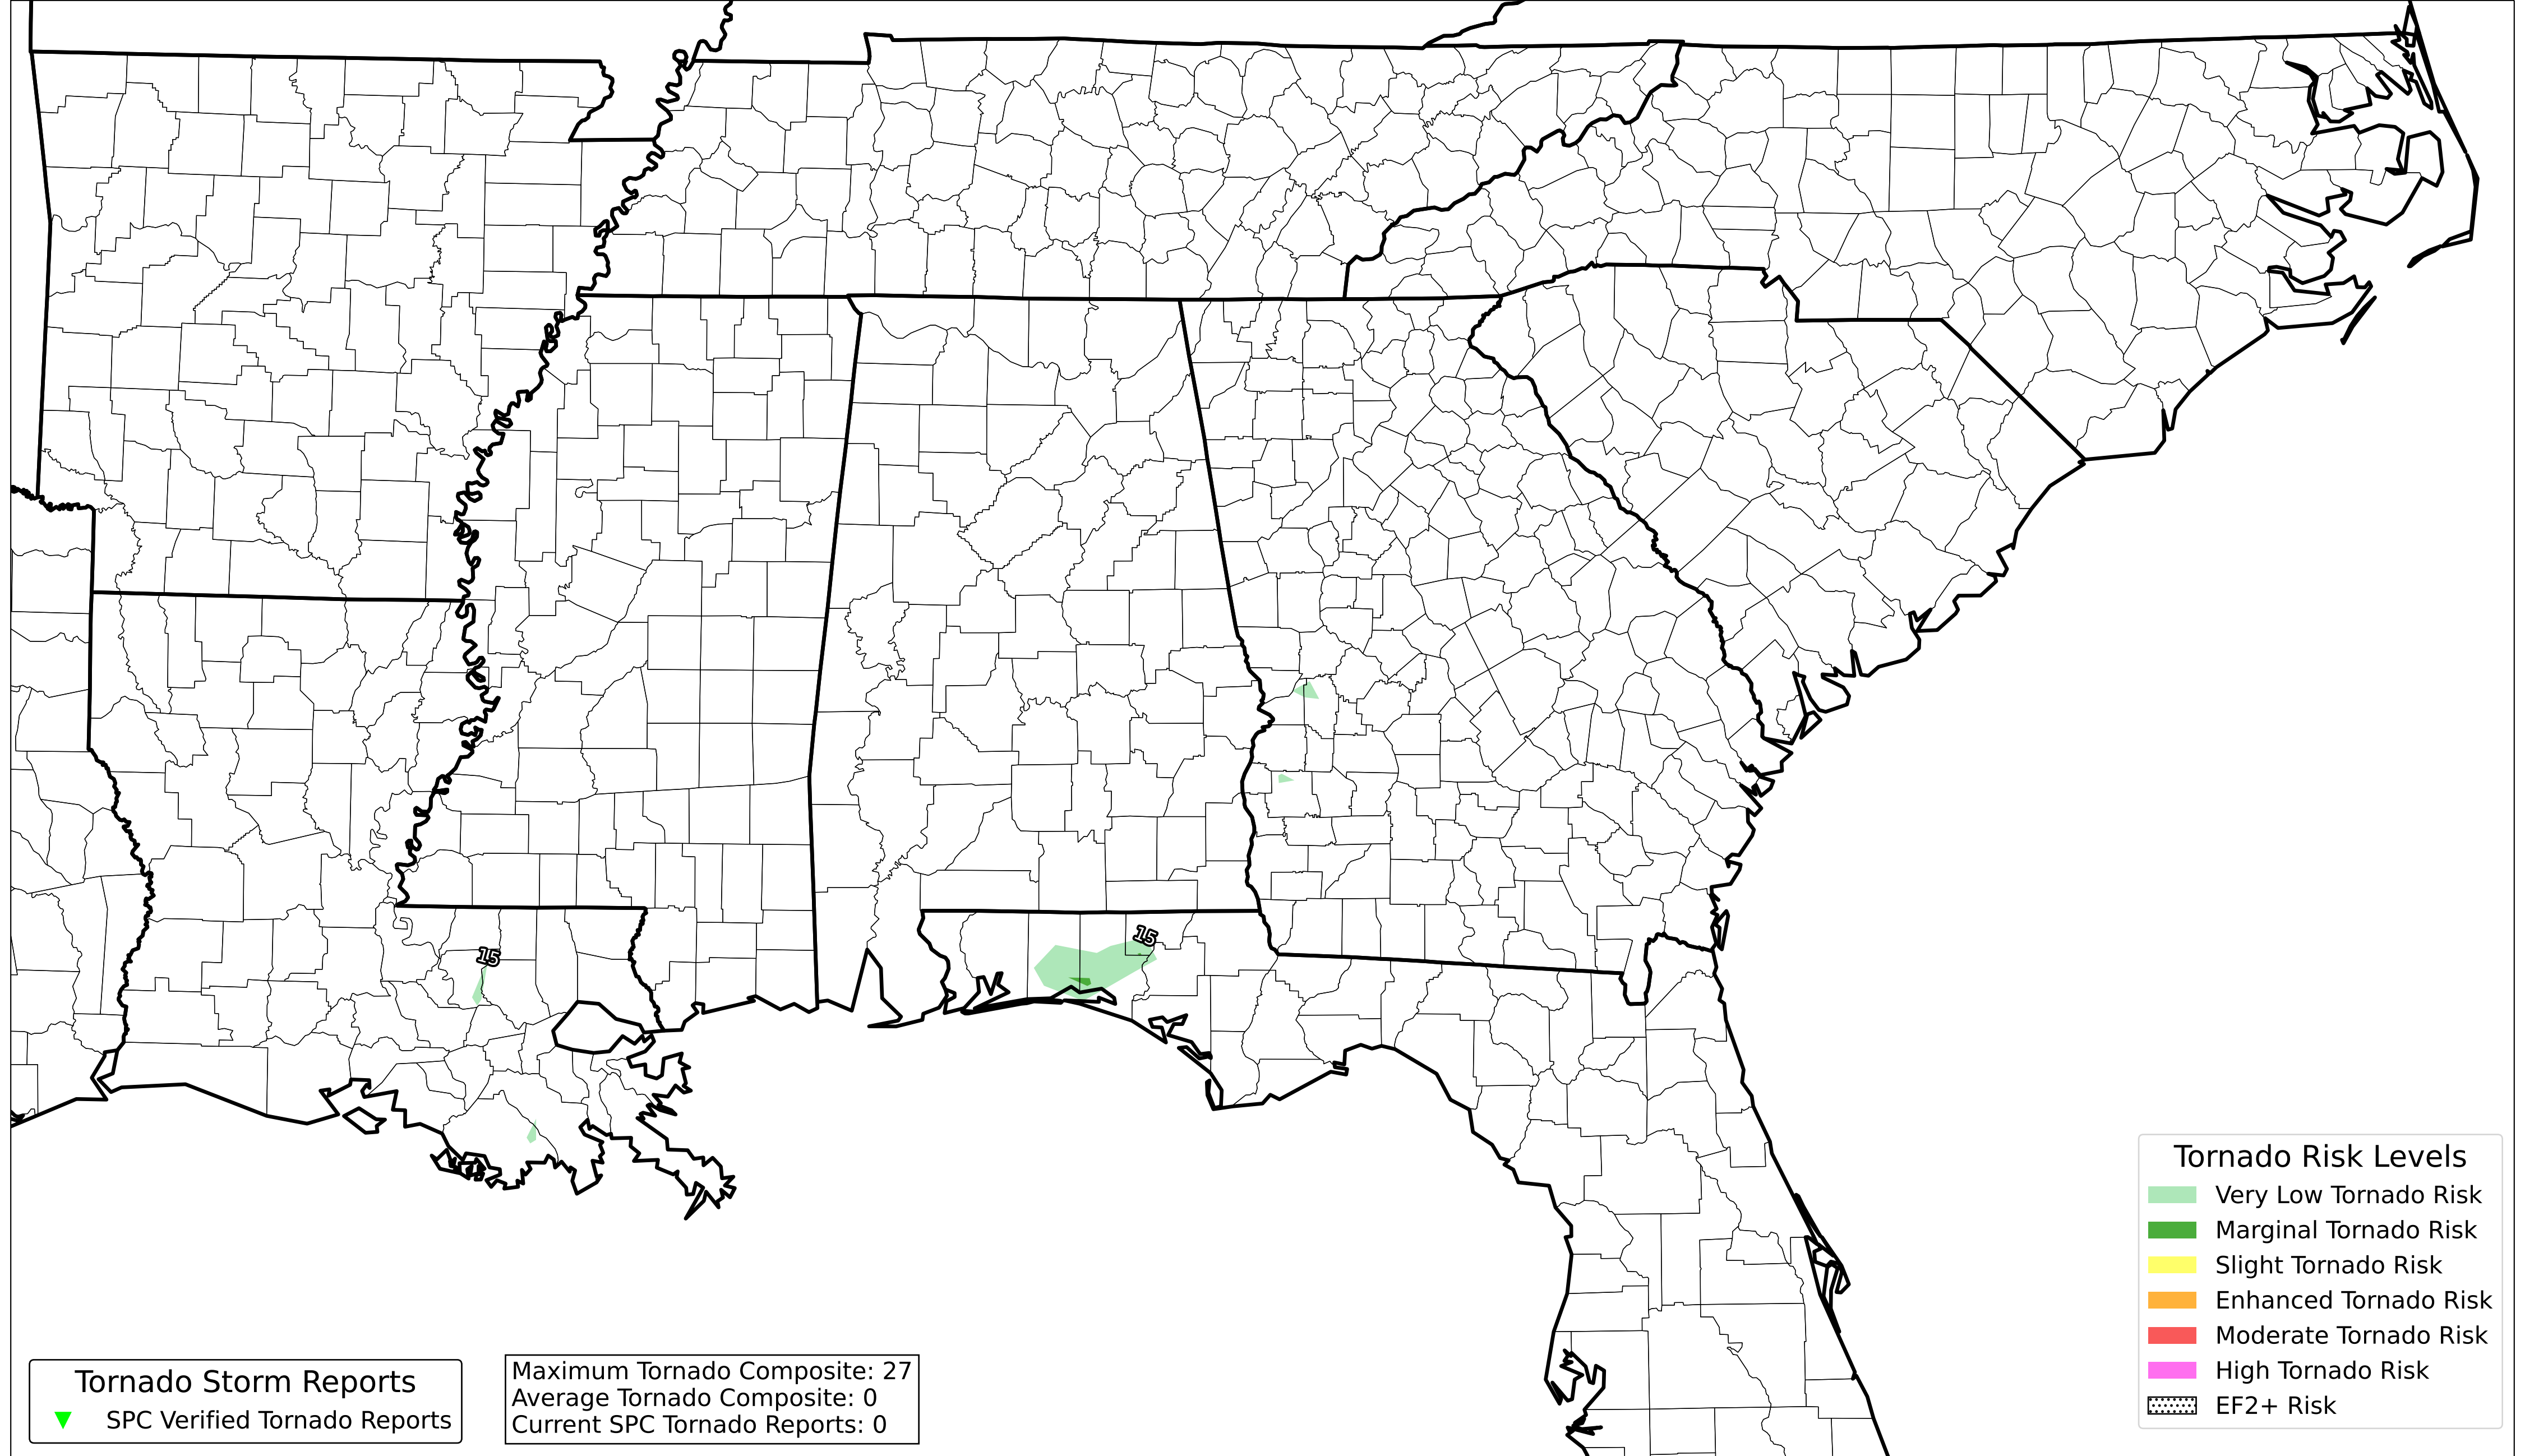 15
15
Tornado Risk Levels
Very Low Tornado Risk
Marginal Tornado Risk
Slight Tornado Risk
Enhanced Tornado Risk
Moderate Tornado Risk
High Tornado Risk
EF2+ Risk
Tornado Storm Reports
SPC Verified Tornado Reports
Maximum Tornado Composite: 27
Average Tornado Composite: 0
Current SPC Tornado Reports: 0